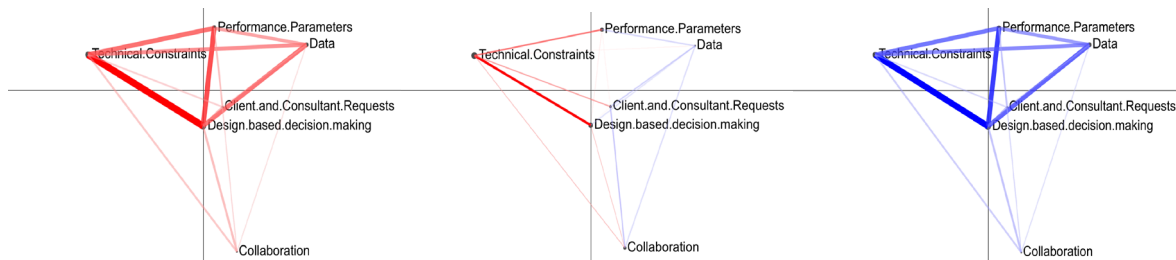 Performance.Parameters
Data
Technical.Constraints
Client.and.Consultant.Requests
Design.based.decision.making
Collaboration
Performance.Parameters
Data
Technical.Constraints
Client.and.Consultant.Requests
Design.based.decision.making
Collaboration
Performance.Parameters
Data
Technical.Constraints
Client.and.Consultant.Requests
Design.based.decision.making
Collaboration